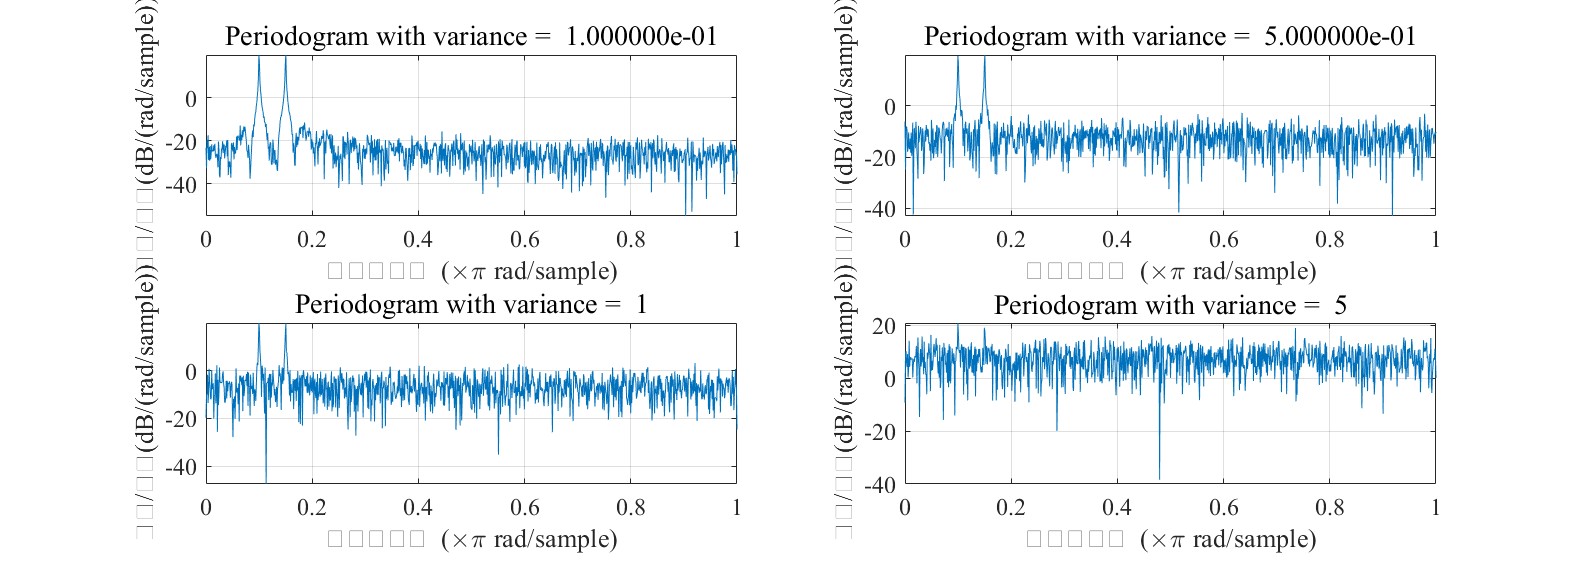 Periodogram with variance = 1.000000e-01
□□/□□(dB/(rad/sample))
0
-20
-40
0 0.2 0.4 0.6 0.8 1
□□□□□ (×π rad/sample)
Periodogram with variance = 5.000000e-01
□□/□□(dB/(rad/sample))
0
-20
-40
0 0.2 0.4 0.6 0.8 1
□□□□□ (×π rad/sample)
Periodogram with variance = 1
□□/□□(dB/(rad/sample))
0
-20
-40
0 0.2 0.4 0.6 0.8 1
□□□□□ (×π rad/sample)
Periodogram with variance = 5
□□/□□(dB/(rad/sample))
20
0
-20
-40
0 0.2 0.4 0.6 0.8 1
□□□□□ (×π rad/sample)